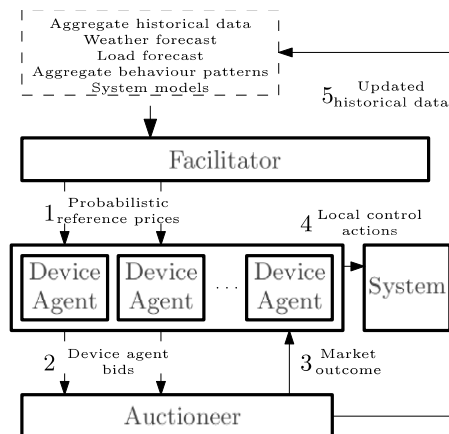 Aggregate historical data
Weather forecast
Load forecast
Aggregate behaviour patterns
System models
5 Updated
historical data
Facilitator
1 Probabilistic
reference prices
4 Local control
actions
Device
Agent
Device
Agent
...
Device
Agent
System
2 Device agent
bids
3 Market
outcome
Auctioneer